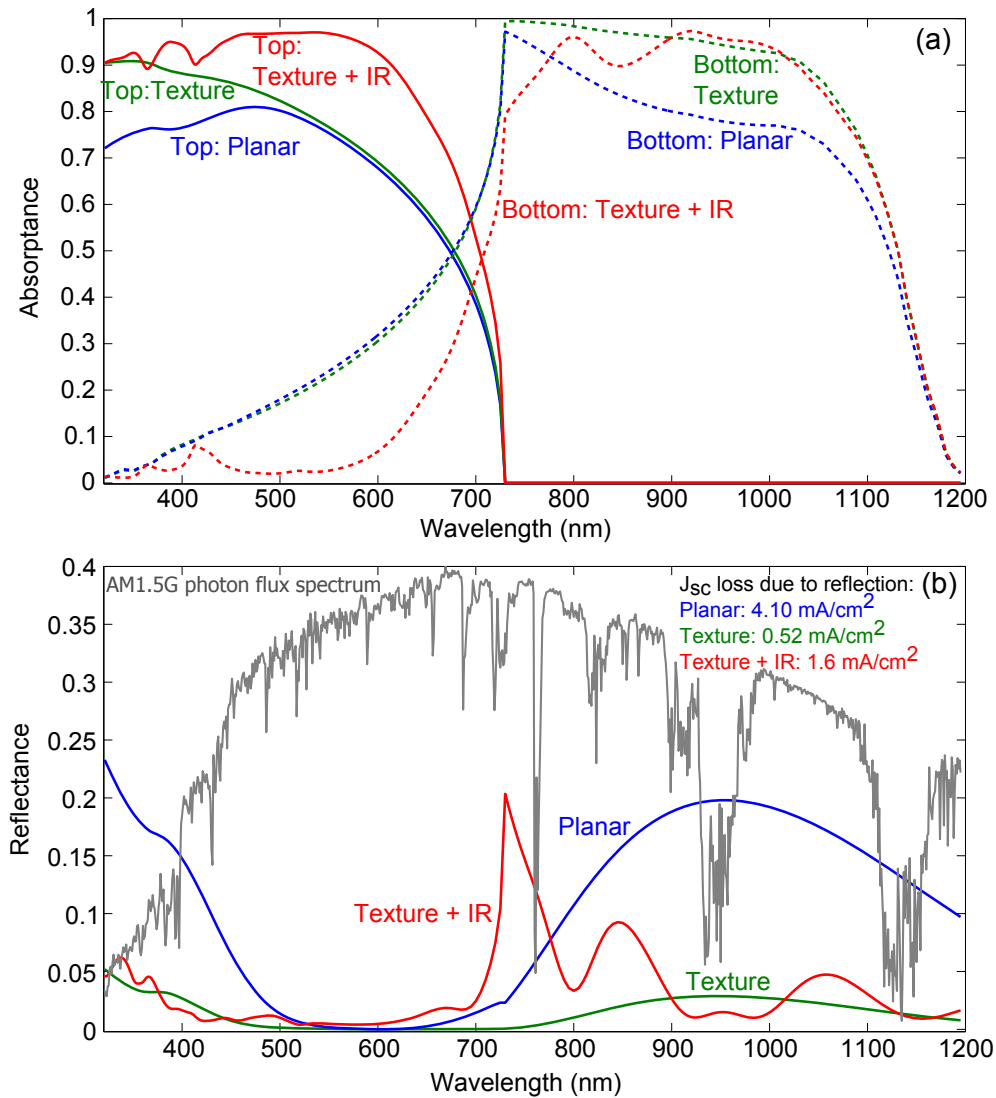 (a)
1
0.9
0.8
0.7
0.6
0.5
0.4
0.3
0.2
0.1
0
Absorptance
Top:
Texture + IR
Top:Texture
Top: Planar
Bottom:
Texture
Bottom: Planar
Bottom: Texture + IR
400 500 600 700 800 900 1000 1100 1200
Wavelength (nm)
(b)
0.4
0.35
0.3
0.25
0.2
0.15
0.1
0.05
0
Reflectance
AM1.5G photon flux spectrum
JSC loss due to reflection:
Planar: 4.10 mA/cm2
Texture: 0.52 mA/cm2
Texture + IR: 1.6 mA/cm2
Planar
Texture + IR
Texture
400 500 600 700 800 900 1000 1100 1200
Wavelength (nm)